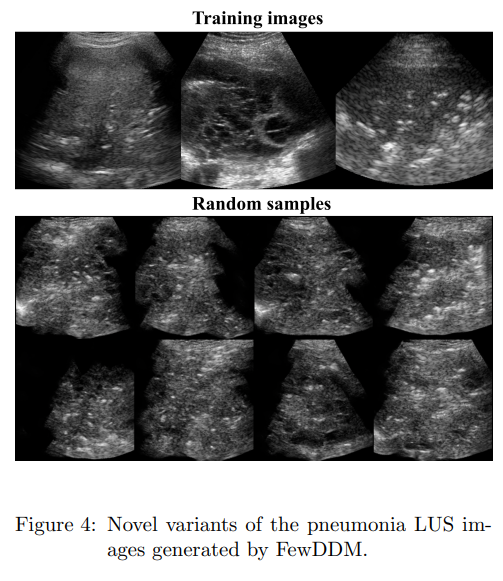 Training images
Random samples
Figure 4: Novel variants of the pneumonia LUS im-
ages generated by FewDDM.